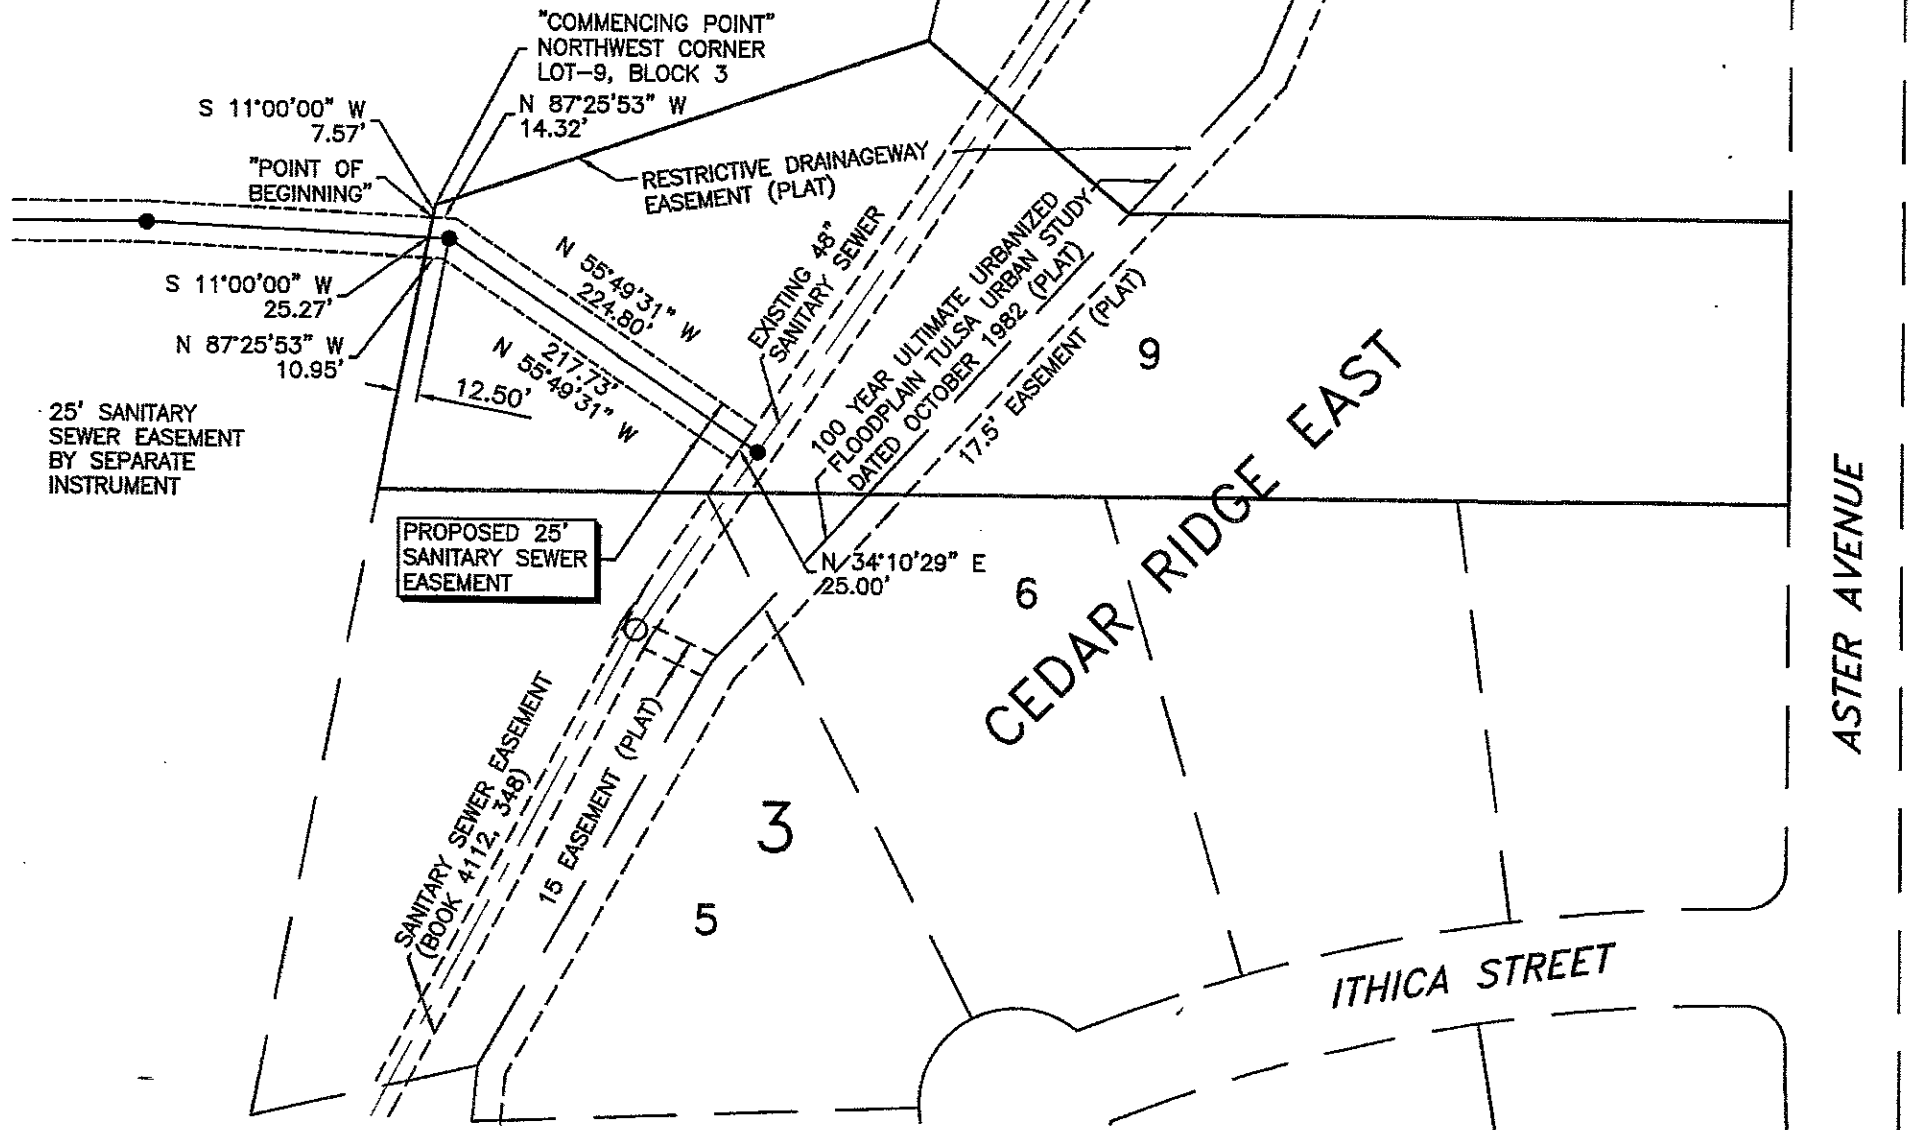 "COMMENCING POINT"
NORTHWEST CORNER
LOT-9, BLOCK 3
S 11°00'00" W
7.57'
N 87°25'53" W
14.32'
"POINT OF
BEGINNING"
RESTRICTIVE DRAINAGEWAY
EASEMENT (PLAT)
S 11°00'00" W
25.27'
N 87°25'53" W
10.95'
12.50'
N 55°49'31" W
224.80'
217.73'
N 55°49'31" W
EXISTING 48"
SANITARY SEWER
100 YEAR ULTIMATE URBANIZED
FLOODPLAIN TULSA URBAN STUDY
DATED OCTOBER 1982 (PLAT)
17.5' EASEMENT (PLAT)
9
25' SANITARY
SEWER EASEMENT
BY SEPARATE
INSTRUMENT
PROPOSED 25'
SANITARY SEWER
EASEMENT
N 34°10'29" E
25.00'
6
CEDAR RIDGE EAST
ASTER AVENUE
SANITARY SEWER EASEMENT
(BOOK 4112, 348)
15 EASEMENT (PLAT)
3
5
ITHICA STREET